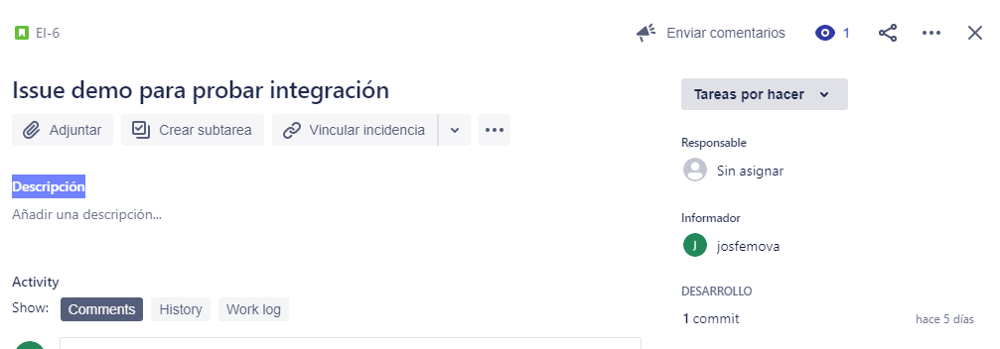 EI-6
Enviar comentarios 1
Issue demo para probar integración
Adjuntar Crear subtarea Vincular incidencia
Descripción
Añadir una descripción...
Activity
Show: Comments History Work log
Tareas por hacer
Responsable
Sin asignar
Informador
J josfemova
DESARROLLO
1 commit hace 5 días